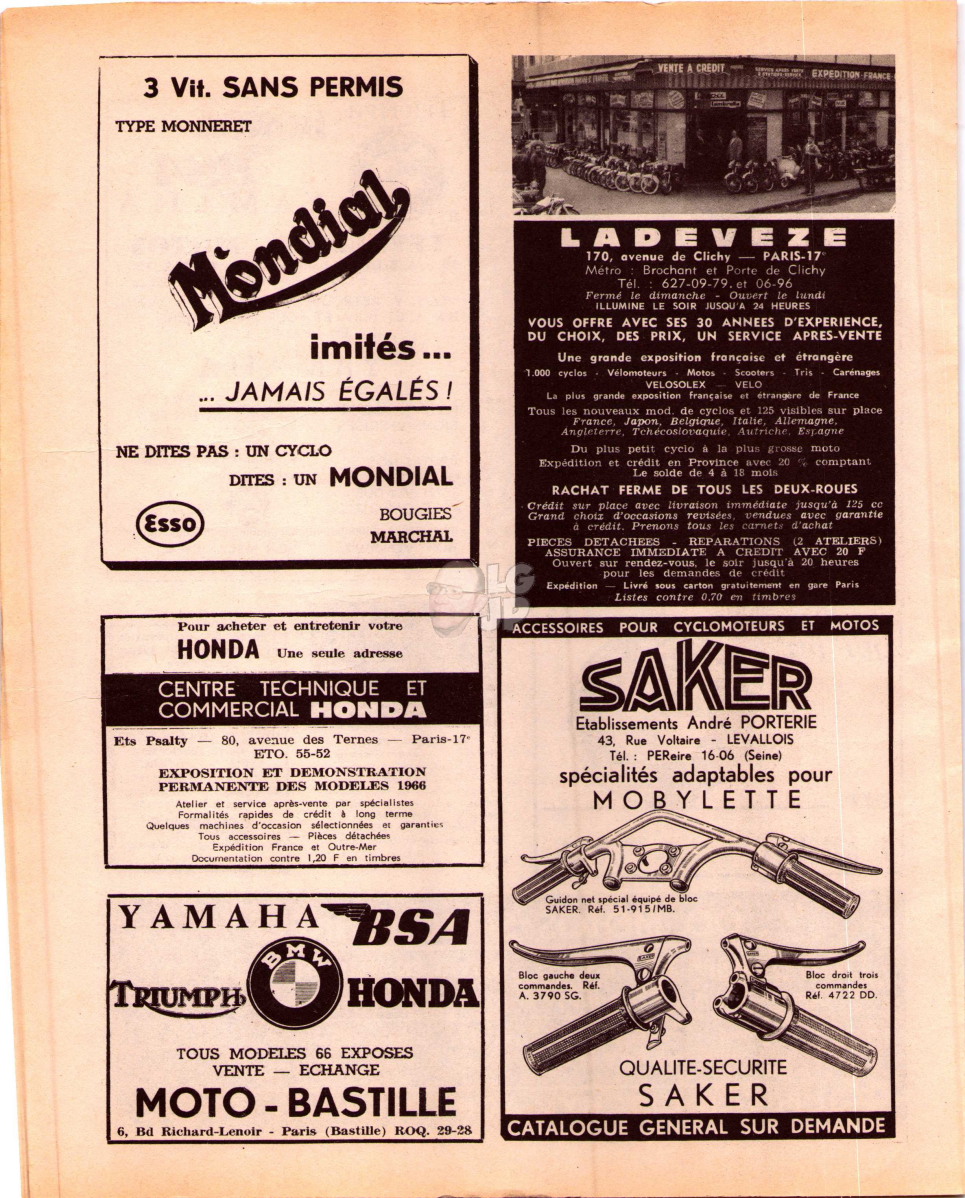 3 Vit. SANS PERMIS
TYPE MONNERET
Mondial
imités...
... JAMAIS ÉGALÉS !
NE DITES PAS : UN CYCLO
DITES : UN MONDIAL
Esso
BOUGIES
MARCHAL
VENTE A CREDIT
EXPEDITION-FRANCE
LADEVEZE
170, avenue de Clichy — PARIS-17e
Métro : Brochant et Porte de Clichy
Tél. : 627-09-79. et 06-96
Fermé le dimanche - Ouvert le lundi
ILLUMINE LE SOIR JUSQU'A 24 HEURES
VOUS OFFRE AVEC SES 30 ANNEES D'EXPERIENCE,
DU CHOIX, DES PRIX, UN SERVICE APRES-VENTE
Une grande exposition française et étrangère
1.000 cyclos - Vélomoteurs - Motos - Scooters - Tris - Carénages
VELOSOLEX — VELO
La plus grande exposition française et étrangère de France
Tous les nouveaux mod. de cyclos et 125 visibles sur place
France, Japon, Belgique, Italie, Allemagne,
Angleterre, Tchécoslovaquie, Autriche, Espagne
Du plus petit cyclo à la plus grosse moto
Expédition et crédit en Province avec 20 % comptant
Le solde de 4 à 18 mois
RACHAT FERME DE TOUS LES DEUX-ROUES
Crédit sur place avec livraison immédiate jusqu'à 125 cc
Grand choix d'occasions revisées, vendues avec garantie
à crédit. Prenons tous les carnets d'achat
PIECES DETACHEES - REPARATIONS (2 ATELIERS)
ASSURANCE IMMEDIATE A CREDIT AVEC 20 F
Ouvert sur rendez-vous, le soir jusqu'à 20 heures
pour les demandes de crédit
Expédition — Livré sous carton gratuitement en gare Paris
Listes contre 0,70 en timbres
LG
JP
Pour acheter et entretenir votre
HONDA Une seule adresse
CENTRE TECHNIQUE ET
COMMERCIAL HONDA
Ets Psalty — 80, avenue des Ternes — Paris-17e
ETO. 55-52
EXPOSITION ET DEMONSTRATION
PERMANENTE DES MODELES 1966
Atelier et service après-vente par spécialistes
Formalités rapides de crédit à long terme
Quelques machines d'occasion sélectionnées et garanties
Tous accessoires — Pièces détachées
Expédition France et Outre-Mer
Documentation contre 1,20 F en timbres
YAMAHA BSA
BMW
TRIUMPH HONDA
TOUS MODELES 66 EXPOSES
VENTE — ECHANGE
MOTO - BASTILLE
6, Bd Richard-Lenoir - Paris (Bastille) ROQ. 29-28
ACCESSOIRES POUR CYCLOMOTEURS ET MOTOS
SAKER
Etablissements André PORTERIE
43, Rue Voltaire - LEVALLOIS
Tél. : PEReire 16-06 (Seine)
spécialités adaptables pour
MOBYLETTE
Guidon net spécial équipé de bloc
SAKER. Réf. 51-915/MB.
Bloc gauche deux
commandes. Réf.
A. 3790 SG.
Bloc droit trois
commandes
Réf. 4722 DD.
QUALITE-SECURITE
SAKER
CATALOGUE GENERAL SUR DEMANDE